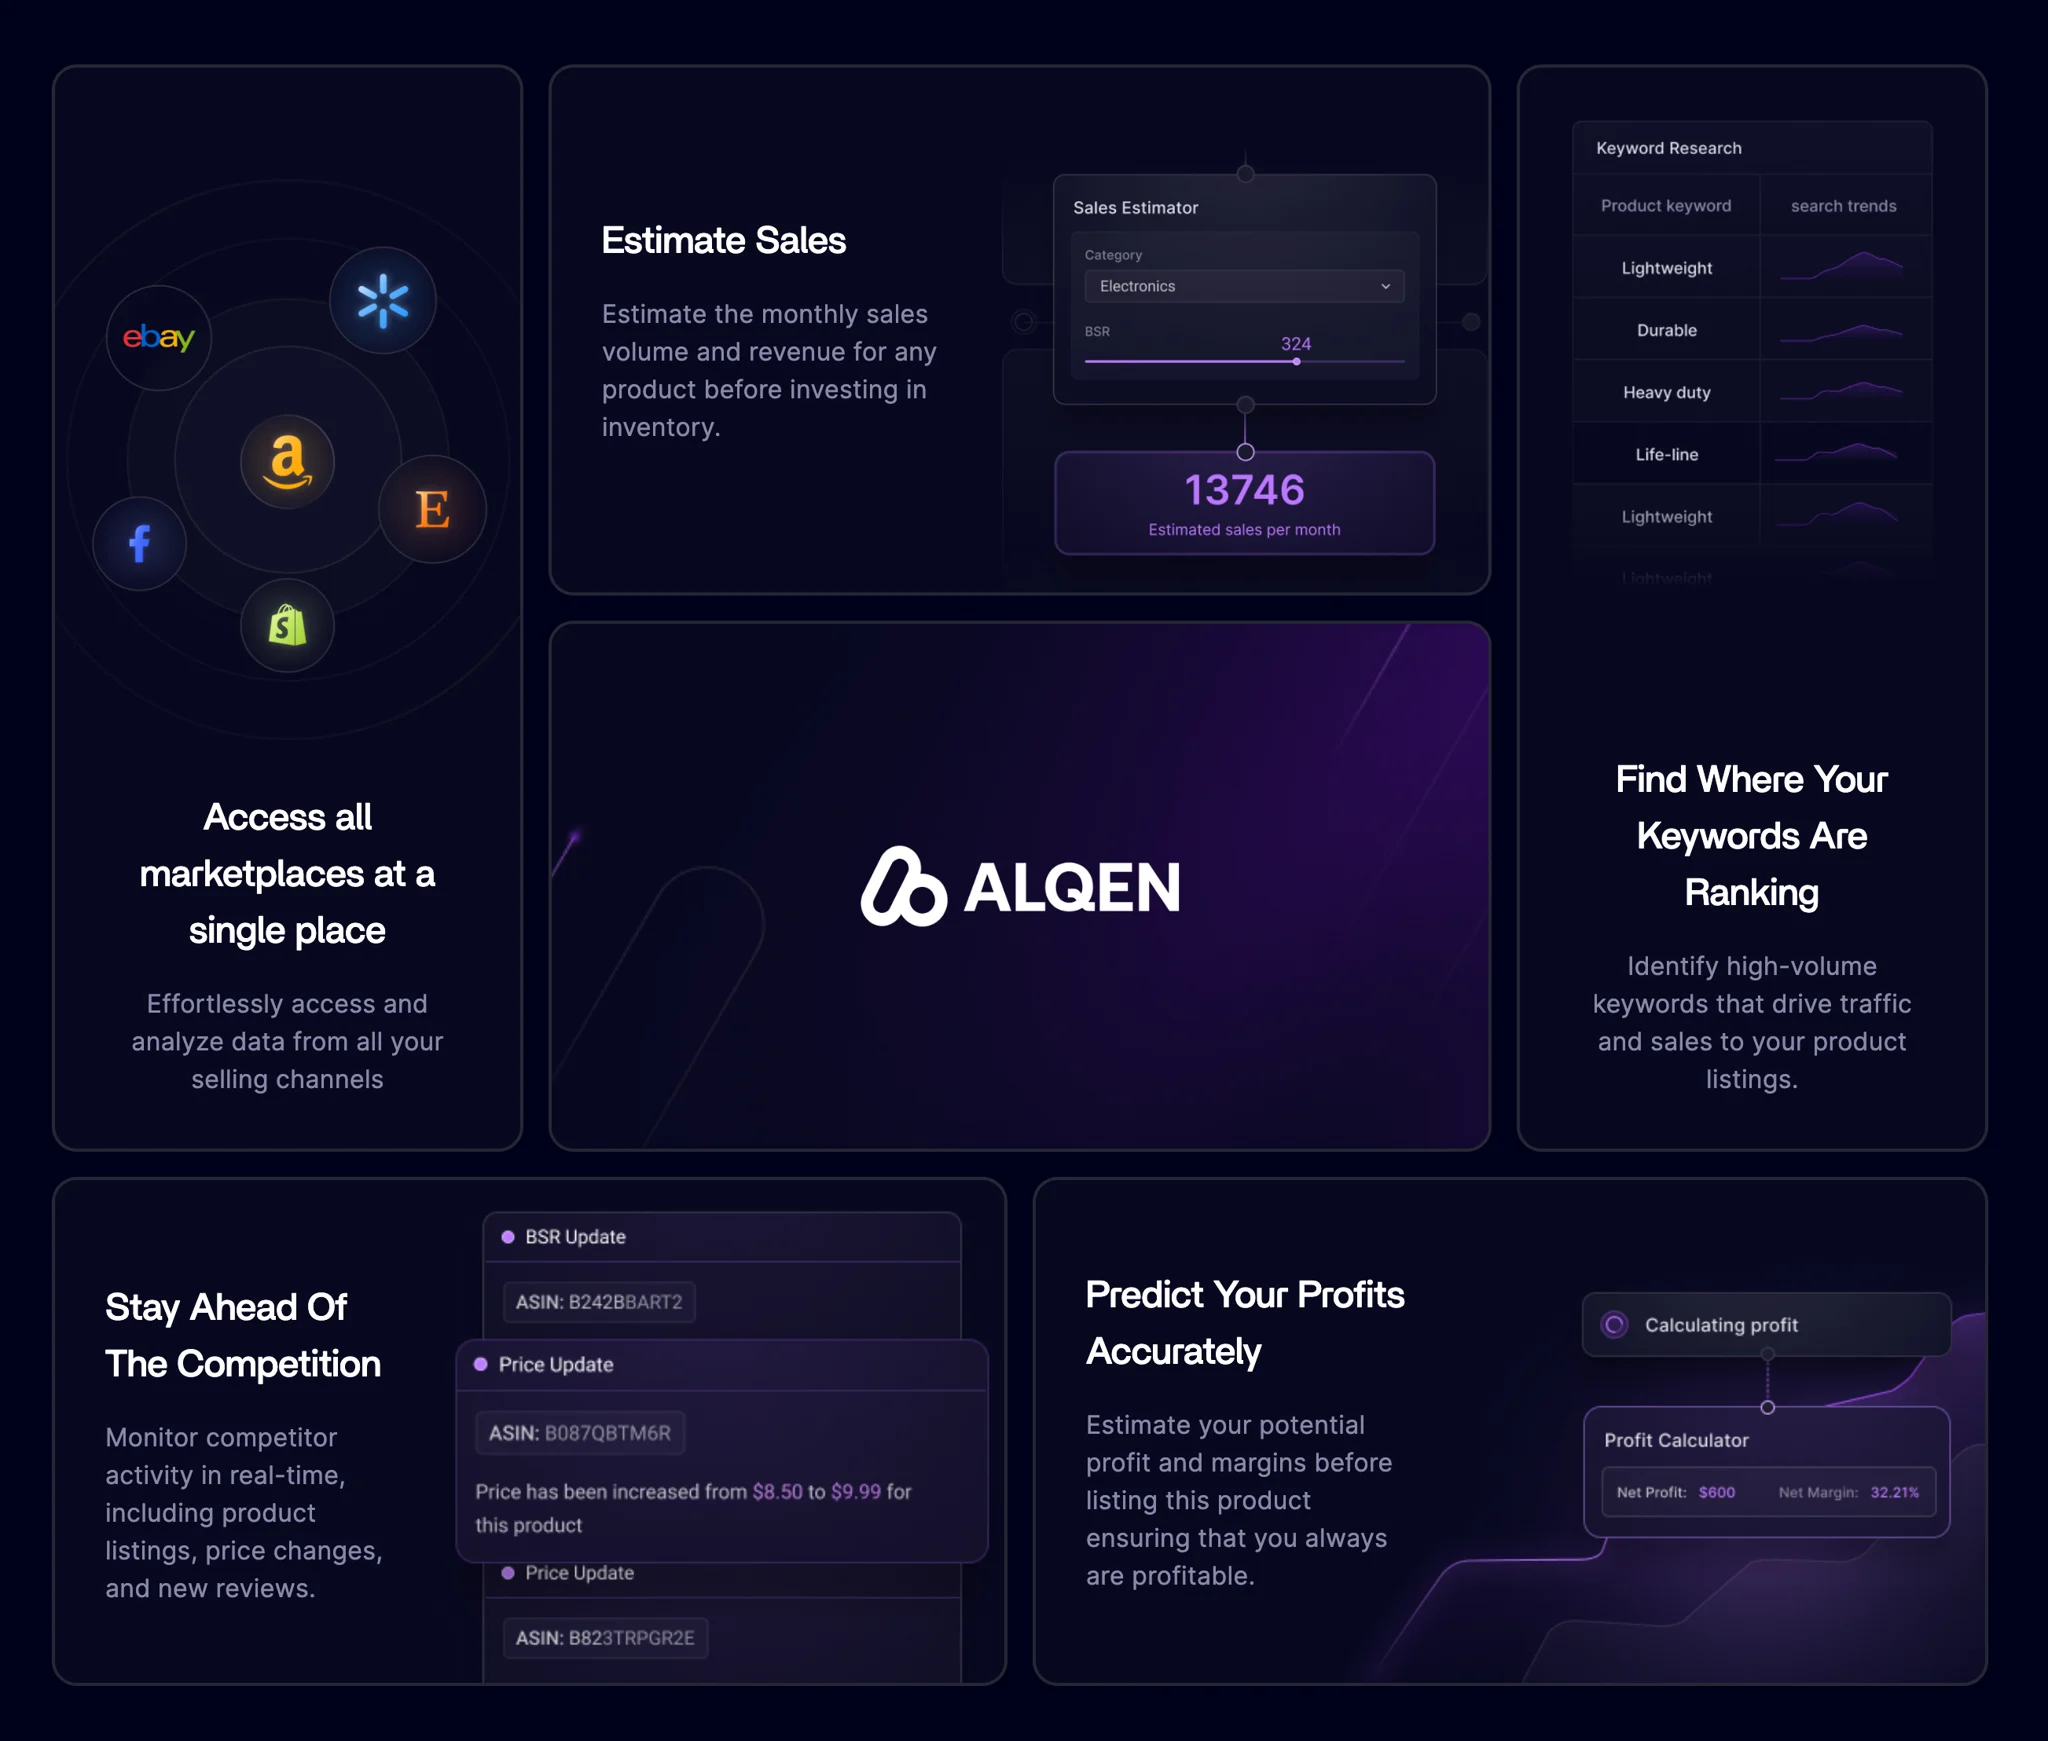 ebay
a
f
E
S
Access all
marketplaces at a
single place
Effortlessly access and
analyze data from all your
selling channels
Estimate Sales
Estimate the monthly sales
volume and revenue for any
product before investing in
inventory.
Sales Estimator
Category
Electronics
BSR
324
13746
Estimated sales per month
ALQEN
Keyword Research
Product keyword search trends
Lightweight
Durable
Heavy duty
Life-line
Lightweight
Lightweight
Find Where Your
Keywords Are
Ranking
Identify high-volume
keywords that drive traffic
and sales to your product
listings.
Stay Ahead Of
The Competition
Monitor competitor
activity in real-time,
including product
listings, price changes,
and new reviews.
BSR Update
ASIN: B242BBART2
Price Update
ASIN: B087QBTM6R
Price has been increased from $8.50 to $9.99 for
this product
Price Update
ASIN: B823TRPGR2E
Predict Your Profits
Accurately
Estimate your potential
profit and margins before
listing this product
ensuring that you always
are profitable.
Calculating profit
Profit Calculator
Net Profit: $600 Net Margin: 32.21%